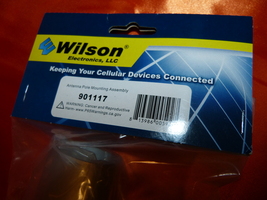 Wilson
Electronics, LLC
Keeping Your Cellular Devices Connected
Antenna Pole Mounting Assembly
901117
WARNING: Cancer and Reproductive
Harm- www.P65Warnings.ca.gov